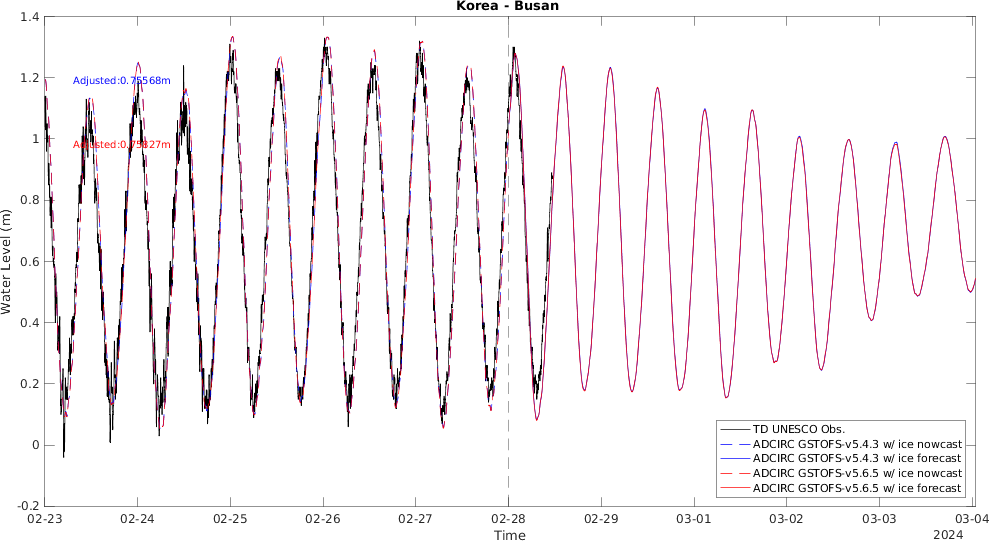 Korea - Busan
1.4
1.2
1
0.8
0.6
0.4
0.2
0
-0.2
Water Level (m)
Adjusted:0.75568m
Adjusted:0.75827m
02-23
02-24
02-25
02-26
02-27
02-28
02-29
03-01
03-02
03-03
03-04
Time
2024
TD UNESCO Obs.
ADCIRC GSTOFS-v5.4.3 w/ ice nowcast
ADCIRC GSTOFS-v5.4.3 w/ ice forecast
ADCIRC GSTOFS-v5.6.5 w/ ice nowcast
ADCIRC GSTOFS-v5.6.5 w/ ice forecast